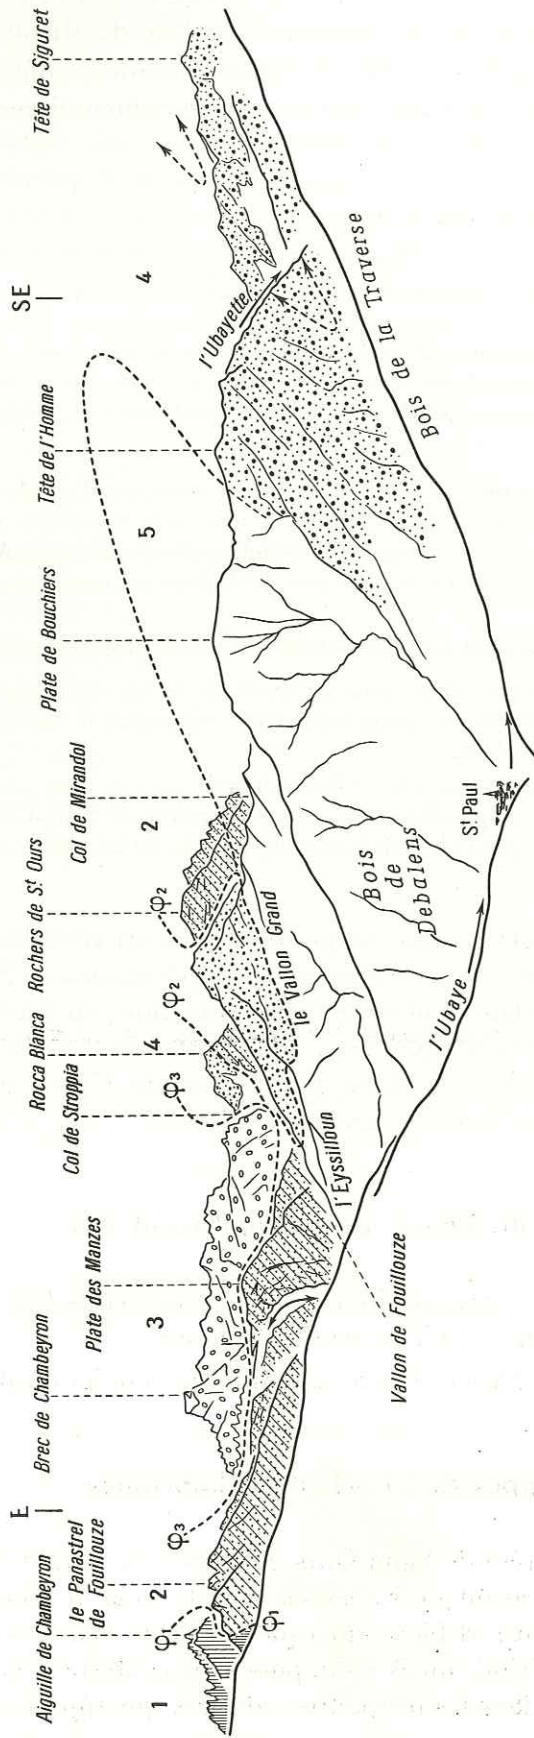 E
SE
Aiguille de Chambeyron
le Panastrel
de Fouillouze
Brec de Chambeyron
Plate des Manzes
Col de Stroppia
Rocca Blanca
Rochers de St Ours
Col de Mirandol
Plate de Bouchiers
Tête de l'Homme
Tête de Siguret
1
2
3
4
2
5
4
φ1
φ1
φ3
φ3
φ2
φ2
l'Ubayette
le Vallon Grand
l'Eyssilloun
Vallon de Fouillouze
l'Ubaye
Bois
de
Debalens
St Paul
Bois de la Traverse